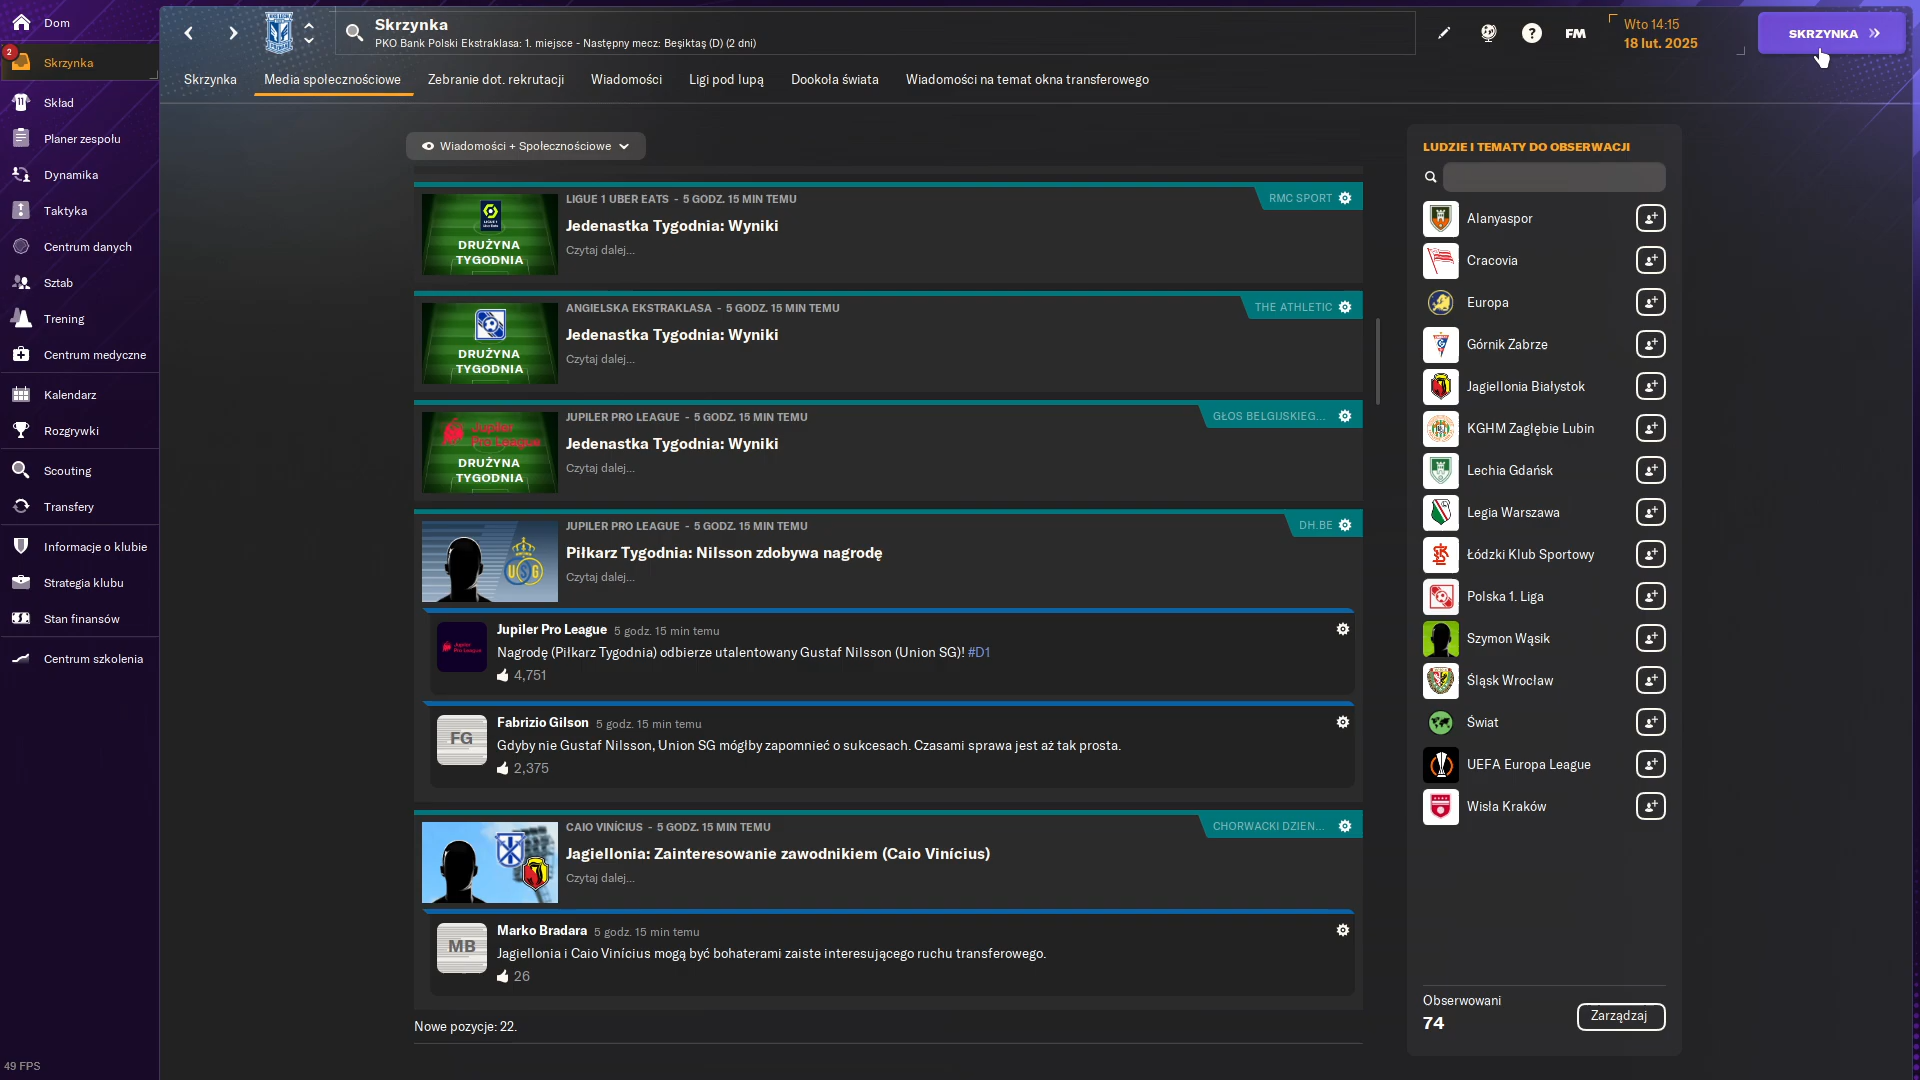 Dom
2
Skrzynka
Skład
Planer zespołu
Dynamika
Taktyka
Centrum danych
Sztab
Trening
Centrum medyczne
Kalendarz
Rozgrywki
Scouting
Transfery
Informacje o klubie
Strategia klubu
Stan finansów
Centrum szkolenia
49 FPS
Skrzynka
PKO Bank Polski Ekstraklasa: 1. miejsce - Następny mecz: Beşiktaş (D) (2 dni)
FM
Wto 14:15
18 lut. 2025
SKRZYNKA
Skrzynka
Media społecznościowe
Zebranie dot. rekrutacji
Wiadomości
Ligi pod lupą
Dookoła świata
Wiadomości na temat okna transferowego
Wiadomości + Społecznościowe
LIGUE 1 UBER EATS - 5 GODZ. 15 MIN TEMU
RMC SPORT
DRUŻYNA
TYGODNIA
Jedenastka Tygodnia: Wyniki
Czytaj dalej...
ANGIELSKA EKSTRAKLASA - 5 GODZ. 15 MIN TEMU
THE ATHLETIC
DRUŻYNA
TYGODNIA
Jedenastka Tygodnia: Wyniki
Czytaj dalej...
JUPILER PRO LEAGUE - 5 GODZ. 15 MIN TEMU
GŁOS BELGIJSKIEG...
Jupiler
Pro League
DRUŻYNA
TYGODNIA
Jedenastka Tygodnia: Wyniki
Czytaj dalej...
JUPILER PRO LEAGUE - 5 GODZ. 15 MIN TEMU
DH.BE
USG
Piłkarz Tygodnia: Nilsson zdobywa nagrodę
Czytaj dalej...
Jupiler Pro League 5 godz. 15 min temu
Nagrodę (Piłkarz Tygodnia) odbierze utalentowany Gustaf Nilsson (Union SG)! #D1
4,751
FG
Fabrizio Gilson 5 godz. 15 min temu
Gdyby nie Gustaf Nilsson, Union SG mógłby zapomnieć o sukcesach. Czasami sprawa jest aż tak prosta.
2,375
CAIO VINÍCIUS - 5 GODZ. 15 MIN TEMU
CHORWACKI DZIEN...
Jagiellonia: Zainteresowanie zawodnikiem (Caio Vinícius)
Czytaj dalej...
MB
Marko Bradara 5 godz. 15 min temu
Jagiellonia i Caio Vinícius mogą być bohaterami zaiste interesującego ruchu transferowego.
26
Nowe pozycje: 22.
LUDZIE I TEMATY DO OBSERWACJI
Alanyaspor
Cracovia
Europa
Górnik Zabrze
Jagiellonia Białystok
KGHM Zagłębie Lubin
Lechia Gdańsk
Legia Warszawa
Łódzki Klub Sportowy
Polska 1. Liga
Szymon Wąsik
Śląsk Wrocław
Świat
UEFA Europa League
Wisła Kraków
Obserwowani
74
Zarządzaj